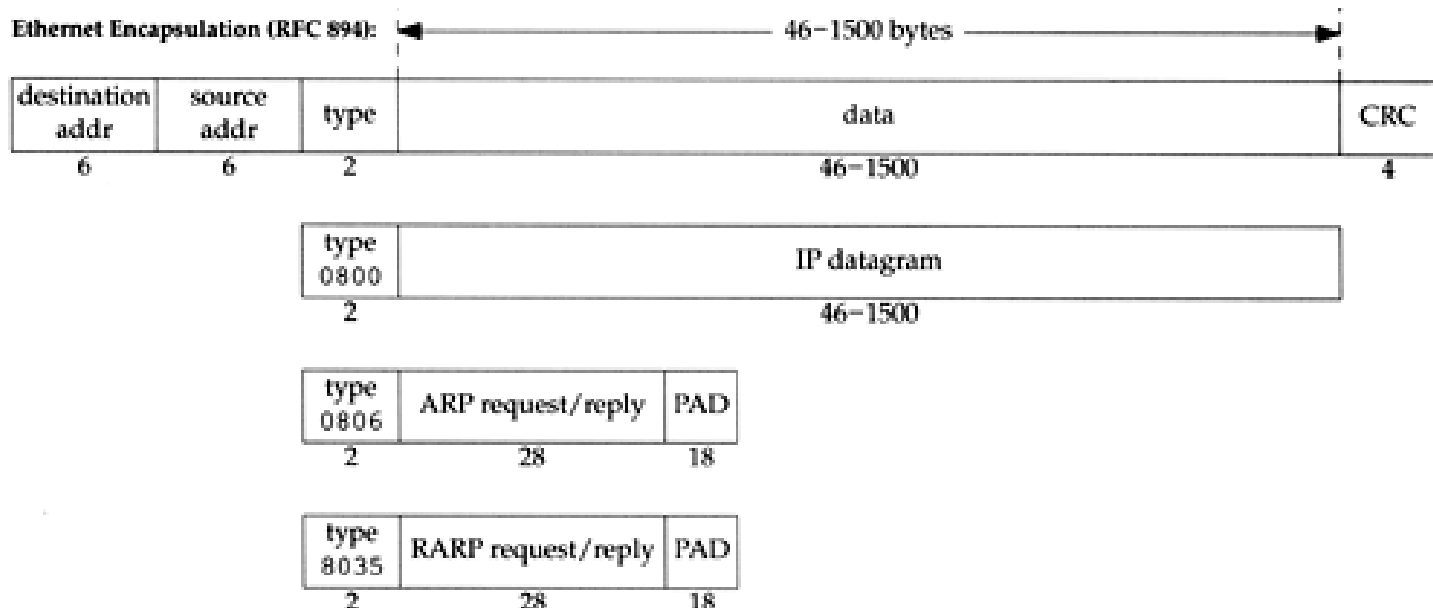 Ethernet Encapsulation (RFC 894):
46−1500 bytes
destination addr
source addr
type
data
CRC
6
6
2
46−1500
4
type 0800
IP datagram
2
46−1500
type 0806
ARP request/reply
PAD
2
28
18
type 8035
RARP request/reply
PAD
2
28
18